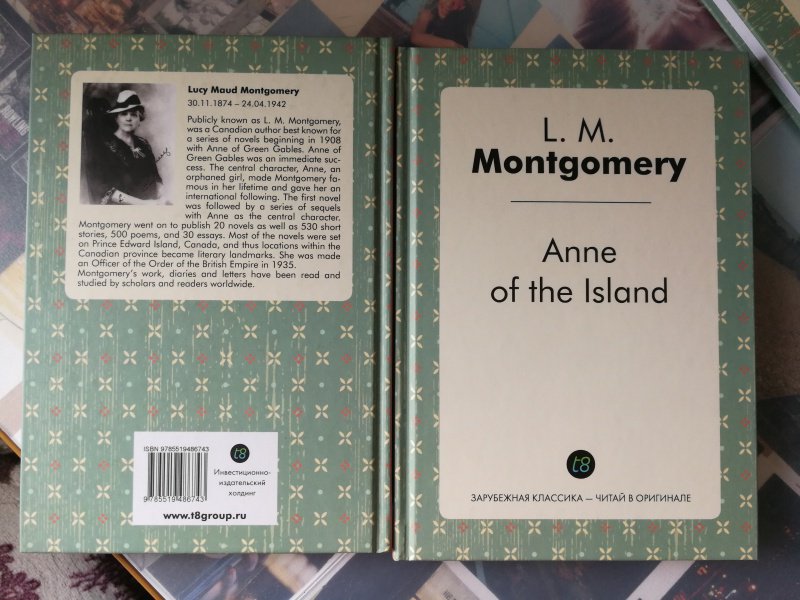 Lucy Maud Montgomery
30.11.1874 – 24.04.1942
Publicly known as L. M. Montgomery,
was a Canadian author best known for
a series of novels beginning in 1908
with Anne of Green Gables. Anne of
Green Gables was an immediate suc-
cess. The central character, Anne, an
orphaned girl, made Montgomery fa-
mous in her lifetime and gave her an
international following. The first novel
was followed by a series of sequels
with Anne as the central character.
Montgomery went on to publish 20 novels as well as 530 short
stories, 500 poems, and 30 essays. Most of the novels were set
on Prince Edward Island, Canada, and thus locations within the
Canadian province became literary landmarks. She was made
an Officer of the Order of the British Empire in 1935.
Montgomery's work, diaries and letters have been read and
studied by scholars and readers worldwide.
ISBN 9785519486743
9 785519 486743
t8
Инвестиционно-
издательский
холдинг
www.t8group.ru
L. M.
Montgomery
Anne
of the Island
t8
ЗАРУБЕЖНАЯ КЛАССИКА — ЧИТАЙ В ОРИГИНАЛЕ